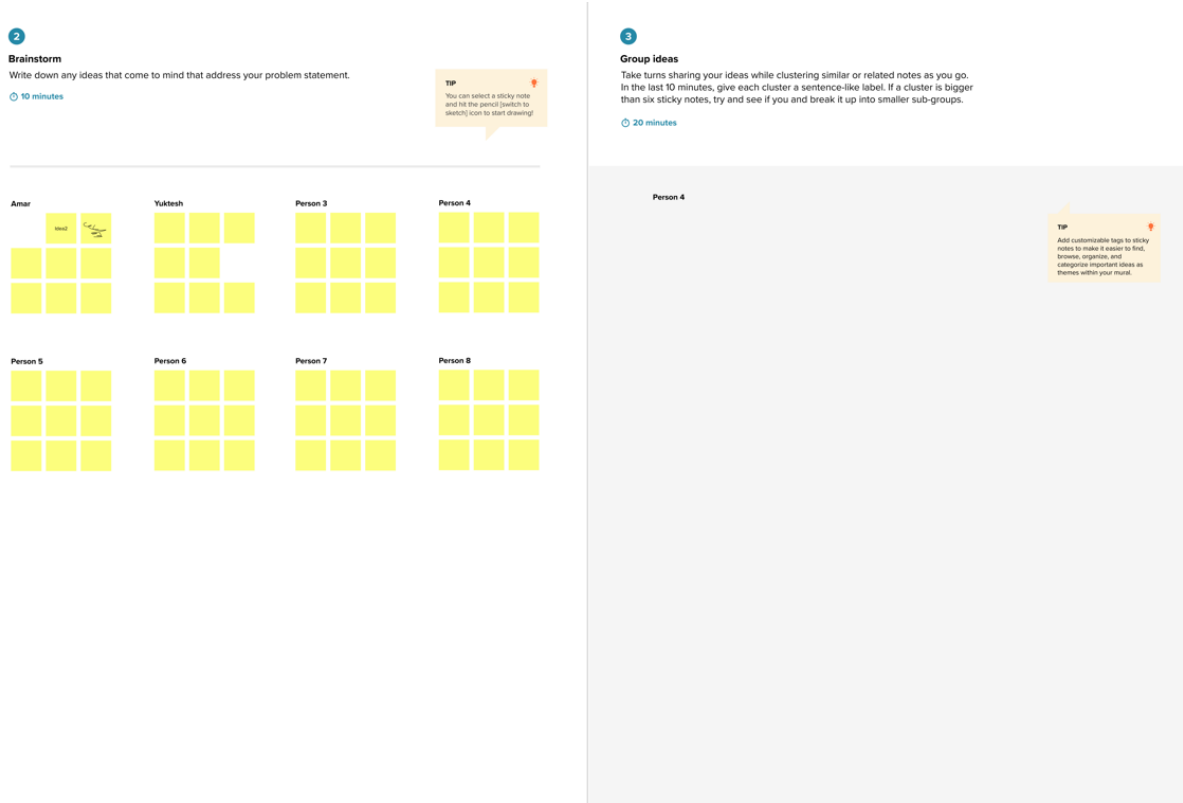 2
Brainstorm
Write down any ideas that come to mind that address your problem statement.
10 minutes
TIP
You can select a sticky note
and hit the pencil [switch to
sketch] icon to start drawing!
Amar
Yuktesh
Person 3
Person 4
Idea2
Person 5
Person 6
Person 7
Person 8
3
Group ideas
Take turns sharing your ideas while clustering similar or related notes as you go.
In the last 10 minutes, give each cluster a sentence-like label. If a cluster is bigger
than six sticky notes, try and see if you and break it up into smaller sub-groups.
20 minutes
Person 4
TIP
Add customizable tags to sticky
notes to make it easier to find,
browse, organize, and
categorize important ideas as
themes within your mural.